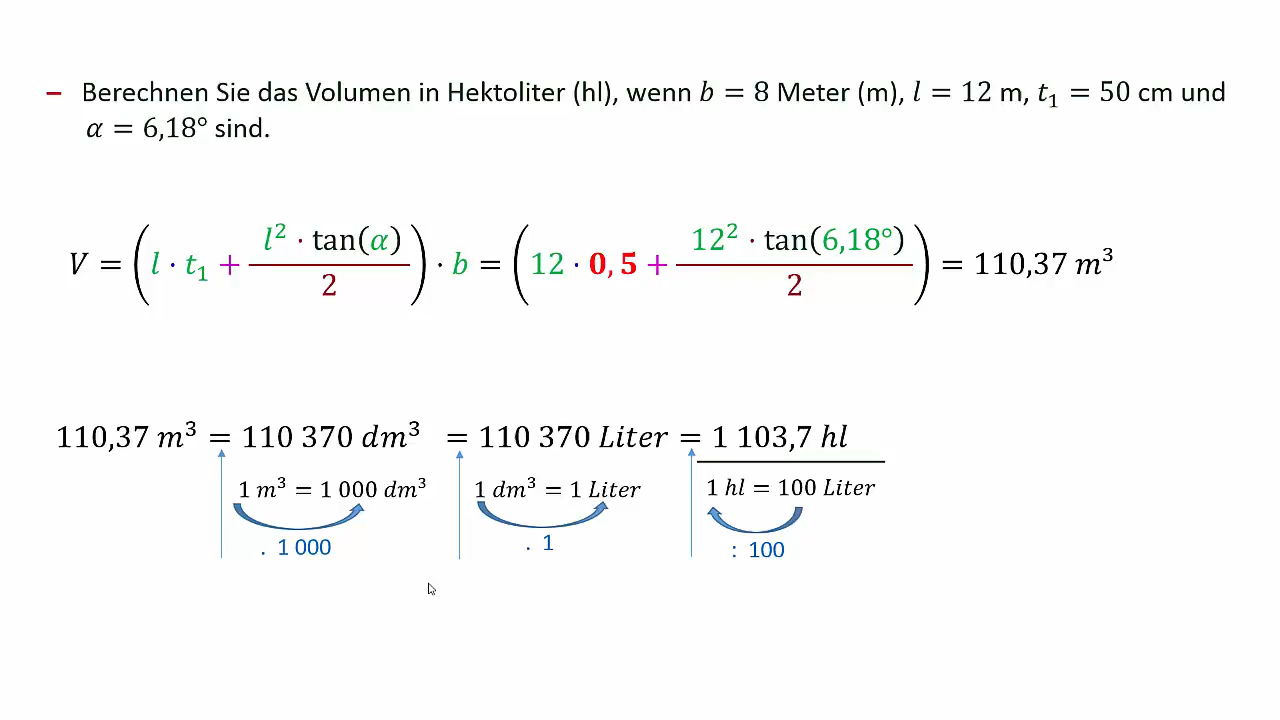 – Berechnen Sie das Volumen in Hektoliter (hl), wenn b = 8 Meter (m), l = 12 m, t₁ = 50 cm und
α = 6,18° sind.
V = (l · t₁ + (l² · tan(α))/2) · b = (12 · 0,5 + (12² · tan(6,18°))/2) = 110,37 m³
110,37 m³ = 110 370 dm³ = 110 370 Liter = 1 103,7 hl
1 m³ = 1 000 dm³ 1 dm³ = 1 Liter 1 hl = 100 Liter
. 1 000 . 1 : 100